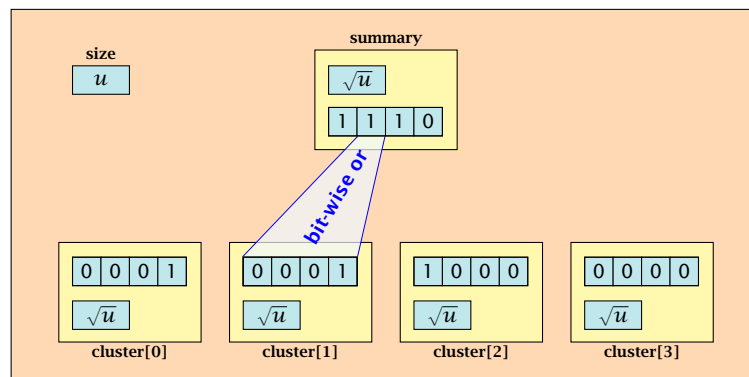 summary
size
u
√u
1 1 1 0
bit-wise or
0 0 0 1
0 0 0 1
1 0 0 0
0 0 0 0
√u
√u
√u
√u
cluster[0]
cluster[1]
cluster[2]
cluster[3]